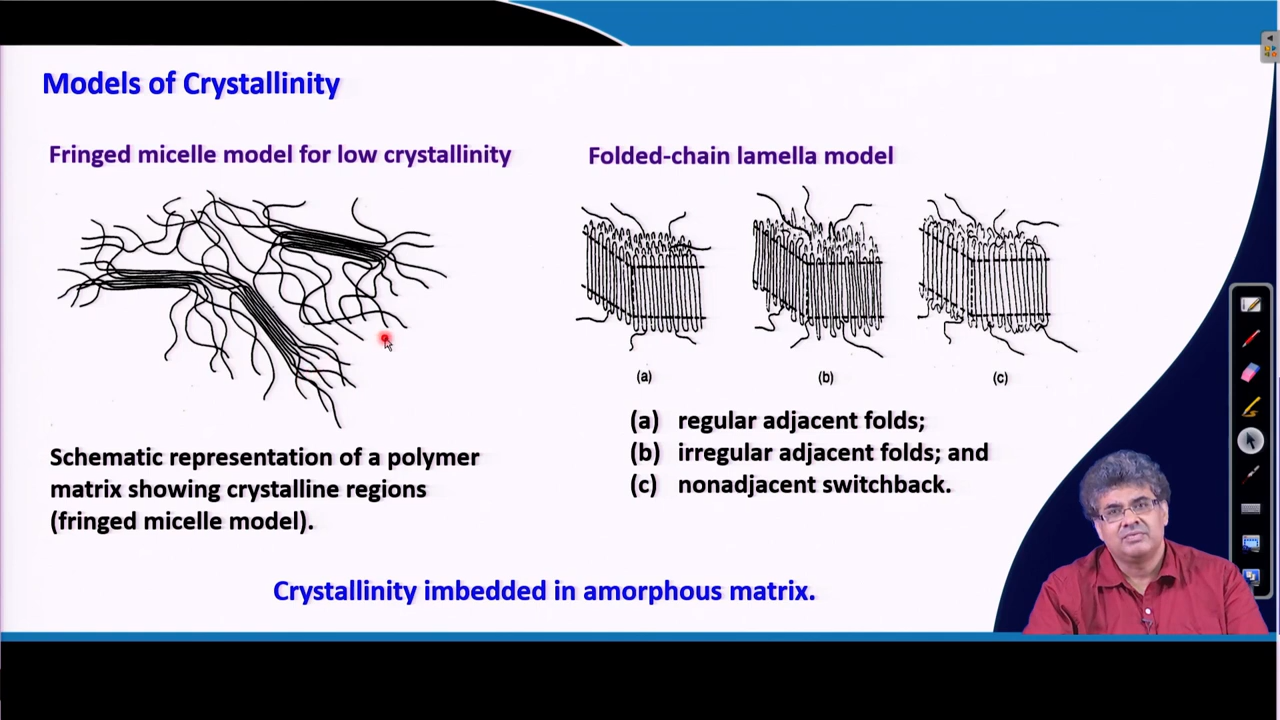 Models of Crystallinity
Fringed micelle model for low crystallinity
Folded-chain lamella model
(a)
(b)
(c)
(a) regular adjacent folds;
(b) irregular adjacent folds; and
(c) nonadjacent switchback.
Schematic representation of a polymer
matrix showing crystalline regions
(fringed micelle model).
Crystallinity imbedded in amorphous matrix.